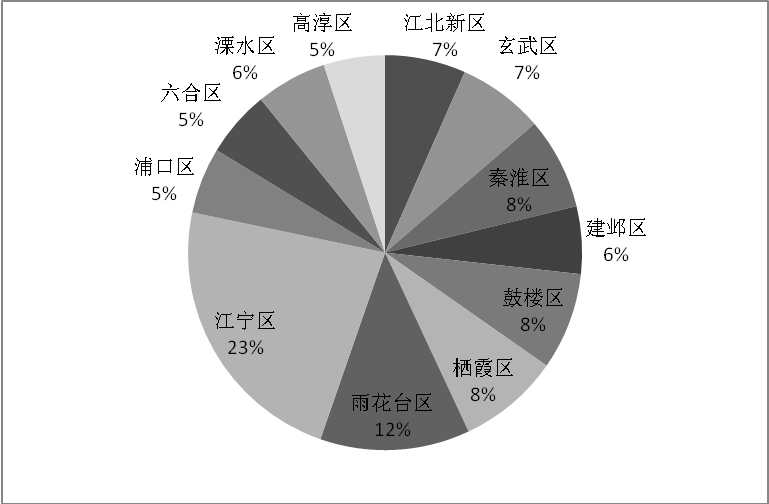 江北新区
7%
玄武区
7%
秦淮区
8%
建邺区
6%
鼓楼区
8%
栖霞区
8%
雨花台区
12%
江宁区
23%
浦口区
5%
六合区
5%
溧水区
6%
高淳区
5%